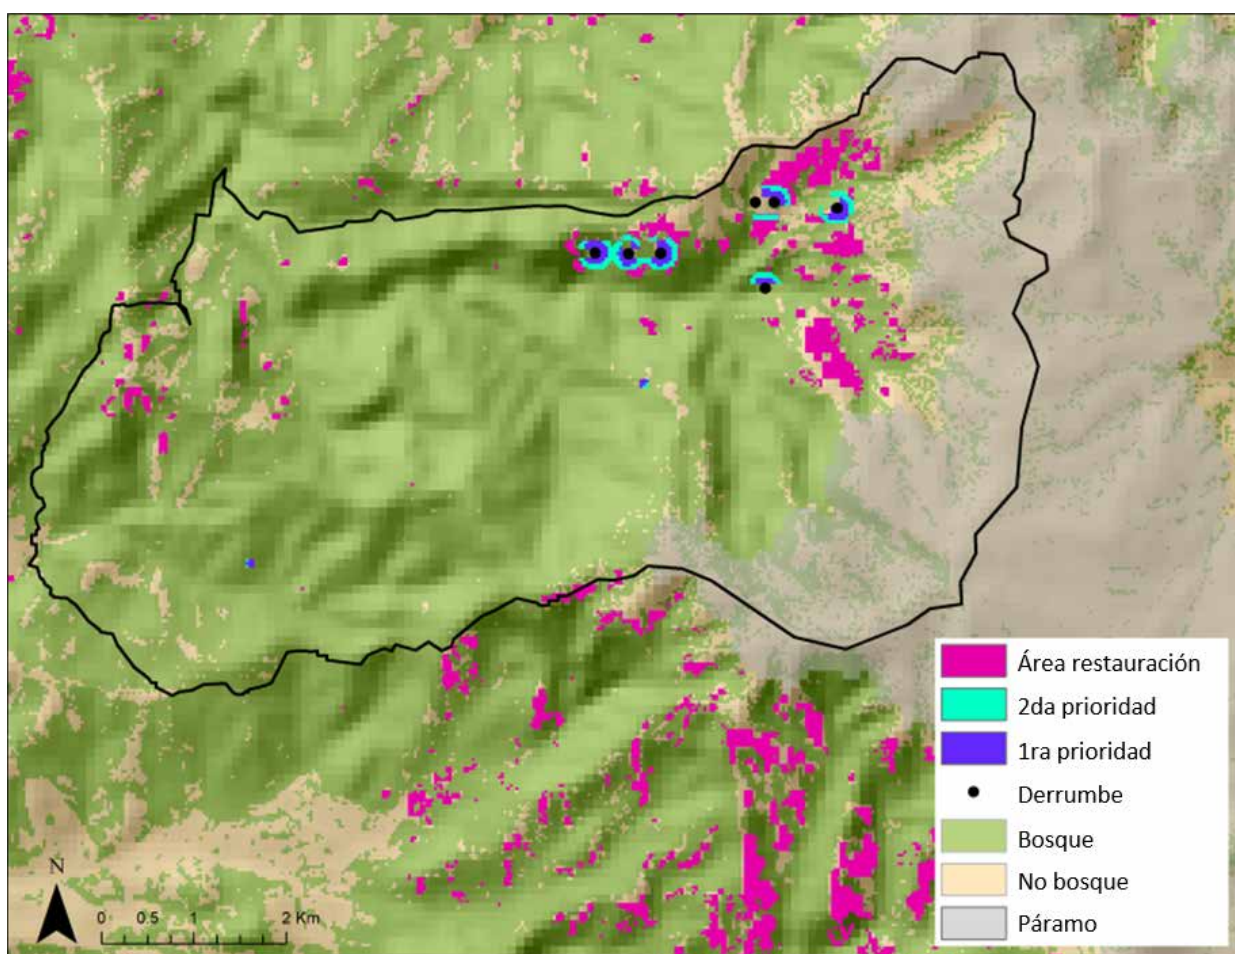 Área restauración
2da prioridad
1ra prioridad
Derrumbe
Bosque
No bosque
Páramo
N
0 0.5 1 2 Km